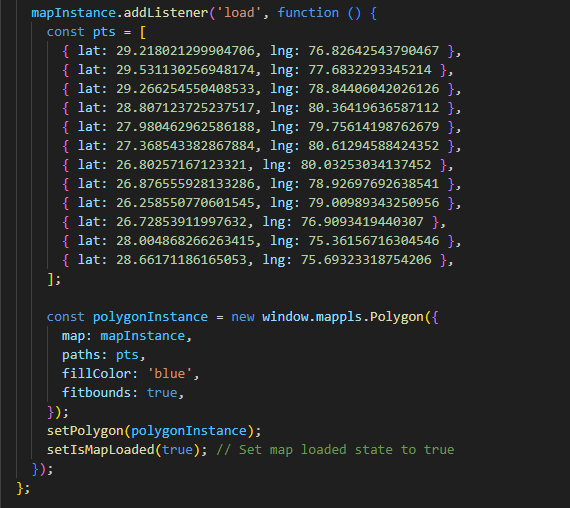 mapInstance.addListener('load', function () {
const pts = [
{ lat: 29.218021299904706, lng: 76.82642543790467 },
{ lat: 29.531130256948174, lng: 77.6832293345214 },
{ lat: 29.266254550408533, lng: 78.84406042026126 },
{ lat: 28.807123725237517, lng: 80.36419636587112 },
{ lat: 27.980462962586188, lng: 79.75614198762679 },
{ lat: 27.368543382867884, lng: 80.61294588424352 },
{ lat: 26.80257167123321, lng: 80.03253034137452 },
{ lat: 26.876555928133286, lng: 78.92697692638541 },
{ lat: 26.258550770601545, lng: 79.00989343250956 },
{ lat: 26.72853911997632, lng: 76.9093419440307 },
{ lat: 28.004868266263415, lng: 75.36156716304546 },
{ lat: 28.66171186165053, lng: 75.69323318754206 },
];
const polygonInstance = new window.mappls.Polygon({
map: mapInstance,
paths: pts,
fillColor: 'blue',
fitbounds: true,
});
setPolygon(polygonInstance);
setIsMapLoaded(true); // Set map loaded state to true
});
};